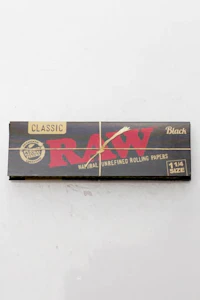 CLASSIC
Black
RAW
NATURAL UNREFINED ROLLING PAPERS
1 1/4
SIZE